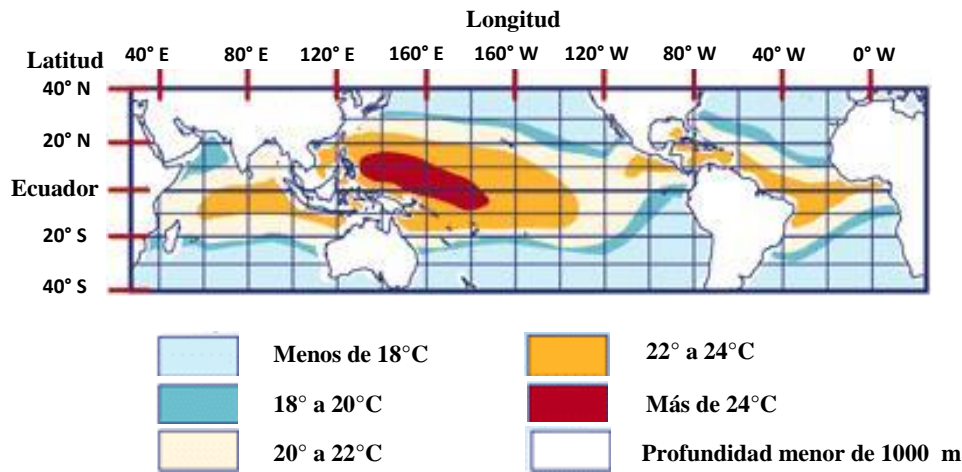 Longitud
Latitud 40° E 80° E 120° E 160° E 160° W 120° W 80° W 40° W 0° W
40° N
20° N
Ecuador
20° S
40° S
Menos de 18°C 22° a 24°C
18° a 20°C Más de 24°C
20° a 22°C Profundidad menor de 1000 m